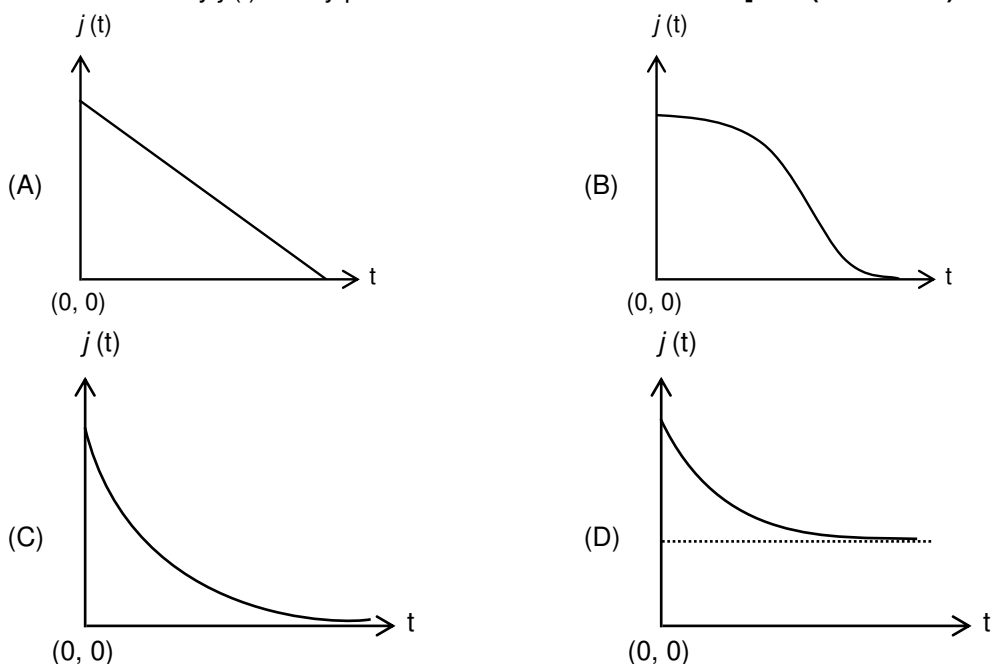 j (t)
j (t)
(A)
t
(0, 0)
(B)
t
(0, 0)
j (t)
j (t)
(C)
t
(0, 0)
(D)
t
(0, 0)